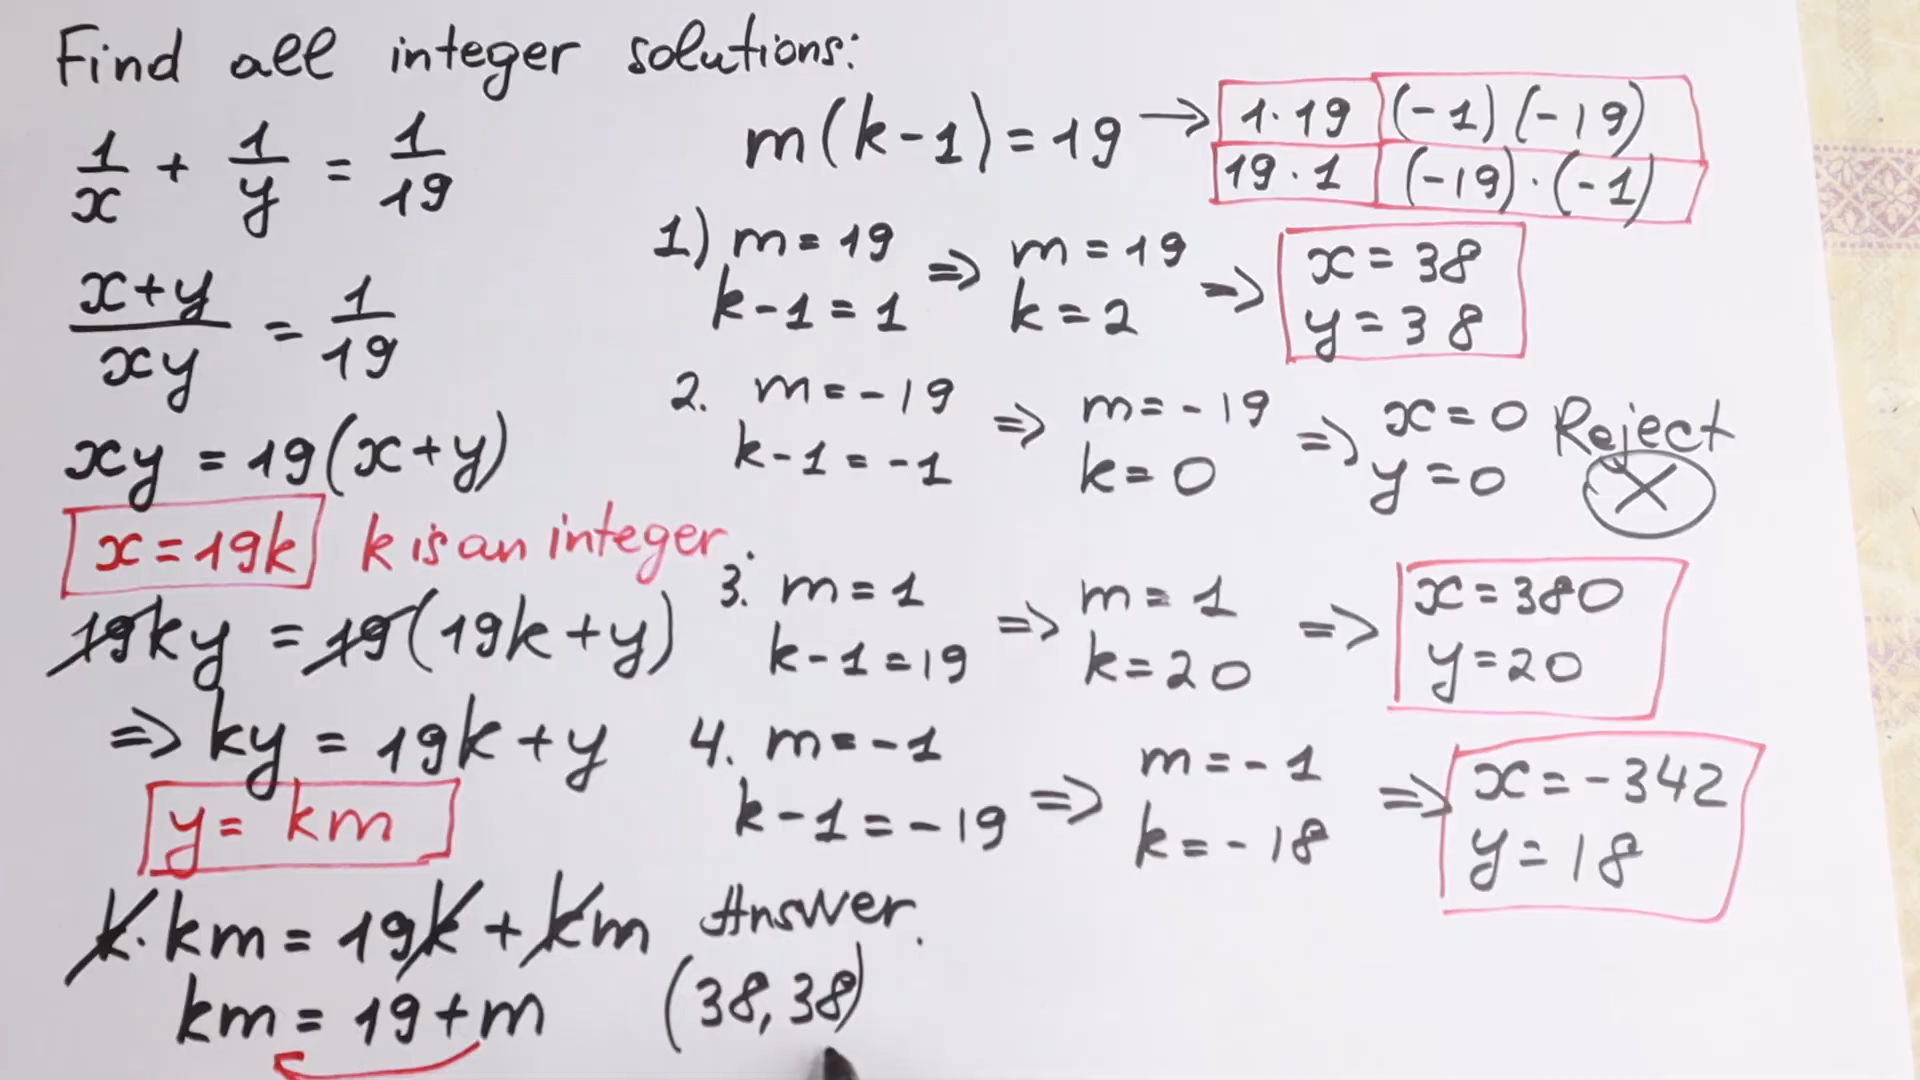 Find all integer solutions:
1/x + 1/y = 1/19
x+y/xy = 1/19
xy = 19(x+y)
x=19k k is an integer.
19ky = 19(19k+y)
=> ky = 19k+y
y= km
k·km = 19k+km
km = 19+m
m(k-1)=19 → 1·19 (-1)(-19)
19·1 (-19)·(-1)
1) m=19 => m=19 => x=38
k-1=1 k=2 y=38
2. m=-19 => m=-19 => x=0 Reject
k-1=-1 k=0 y=0 X
3. m=1 => m=1 => x=380
k-1=19 k=20 y=20
4. m=-1 => m=-1 => x=-342
k-1=-19 k=-18 y=18
Answer.
(38,38)